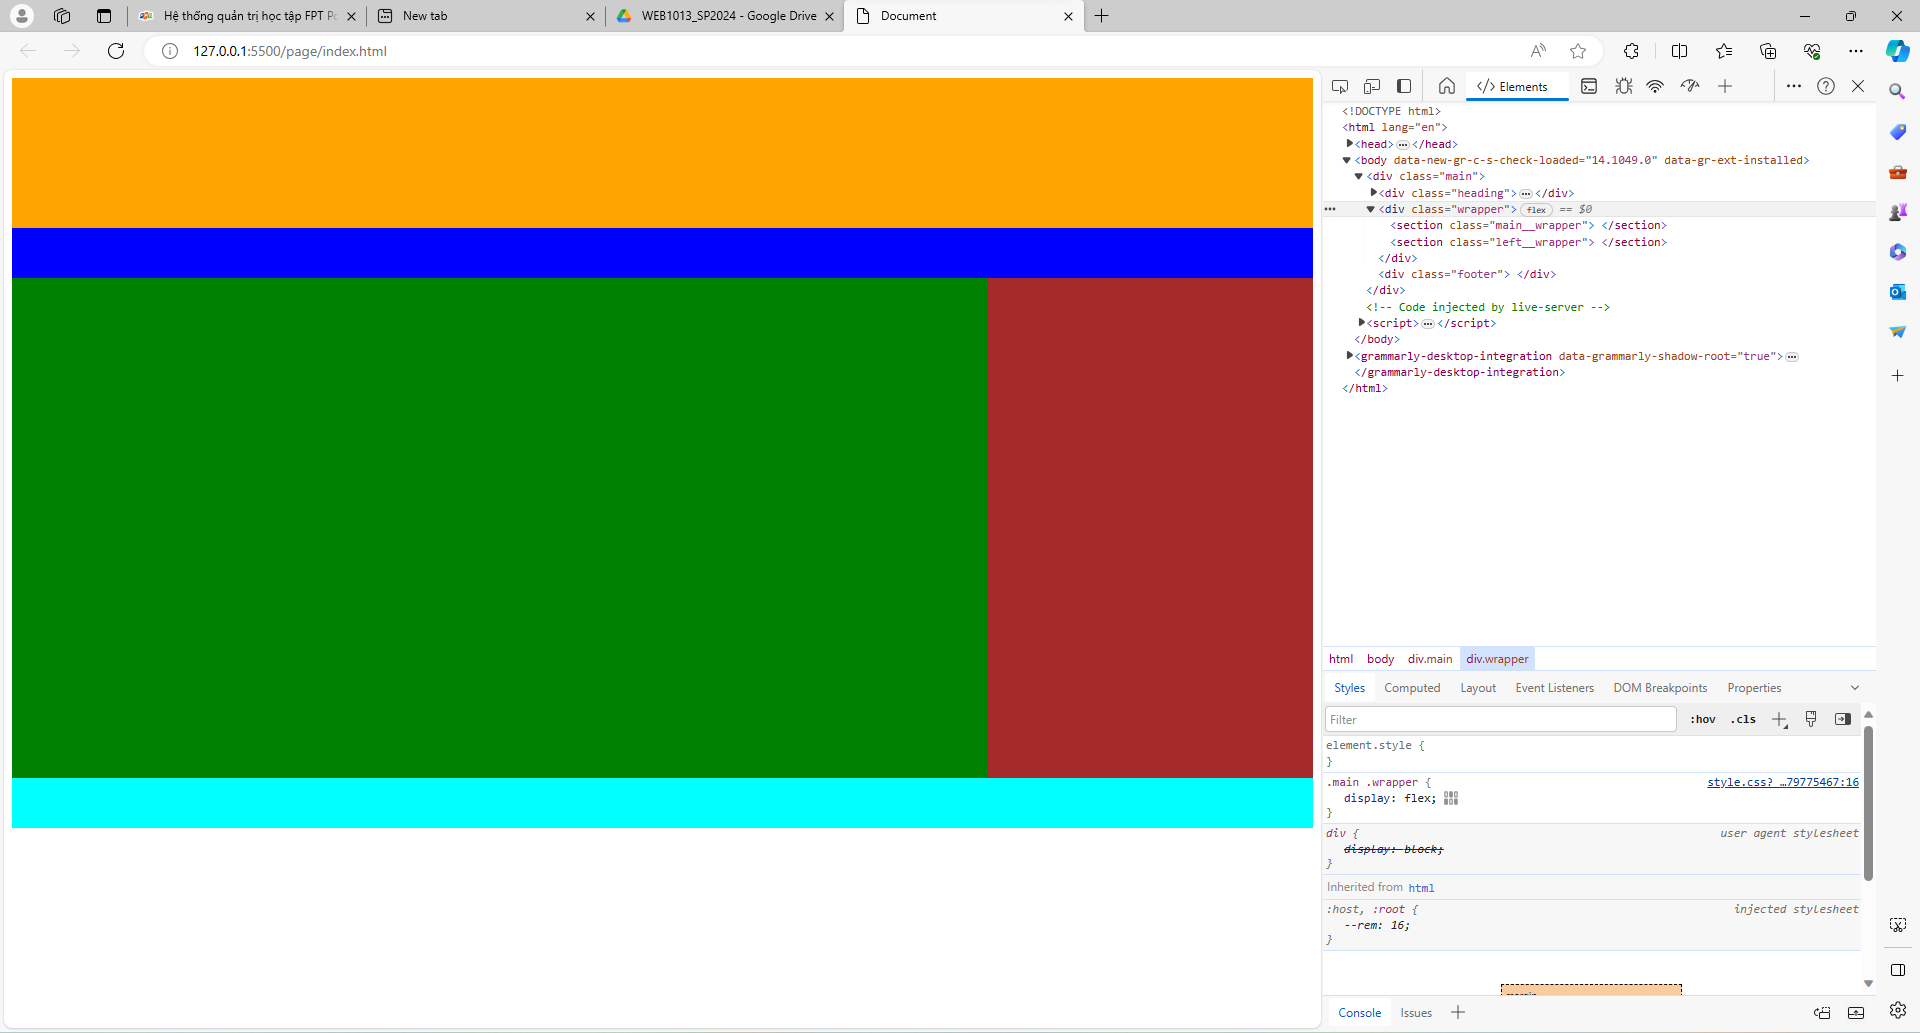 Hệ thống quản trị học tập FPT Po
New tab
WEB1013_SP2024 - Google Drive
Document
127.0.0.1:5500/page/index.html
Elements
<!DOCTYPE html>
<html lang="en">
<head> ••• </head>
<body data-new-gr-c-s-check-loaded="14.1049.0" data-gr-ext-installed>
<div class="main">
<div class="heading"> ••• </div>
••• <div class="wrapper"> flex == $0
<section class="main__wrapper"> </section>
<section class="left__wrapper"> </section>
</div>
<div class="footer"> </div>
</div>
<!-- Code injected by live-server -->
<script> ••• </script>
</body>
<grammarly-desktop-integration data-grammarly-shadow-root="true"> •••
</grammarly-desktop-integration>
</html>
html body div.main div.wrapper
Styles Computed Layout Event Listeners DOM Breakpoints Properties
Filter :hov .cls
element.style {
}
.main .wrapper { style.css? …79775467:16
display: flex;
}
div { user agent stylesheet
display: block;
}
Inherited from html
:host, :root { injected stylesheet
--rem: 16;
}
Console Issues